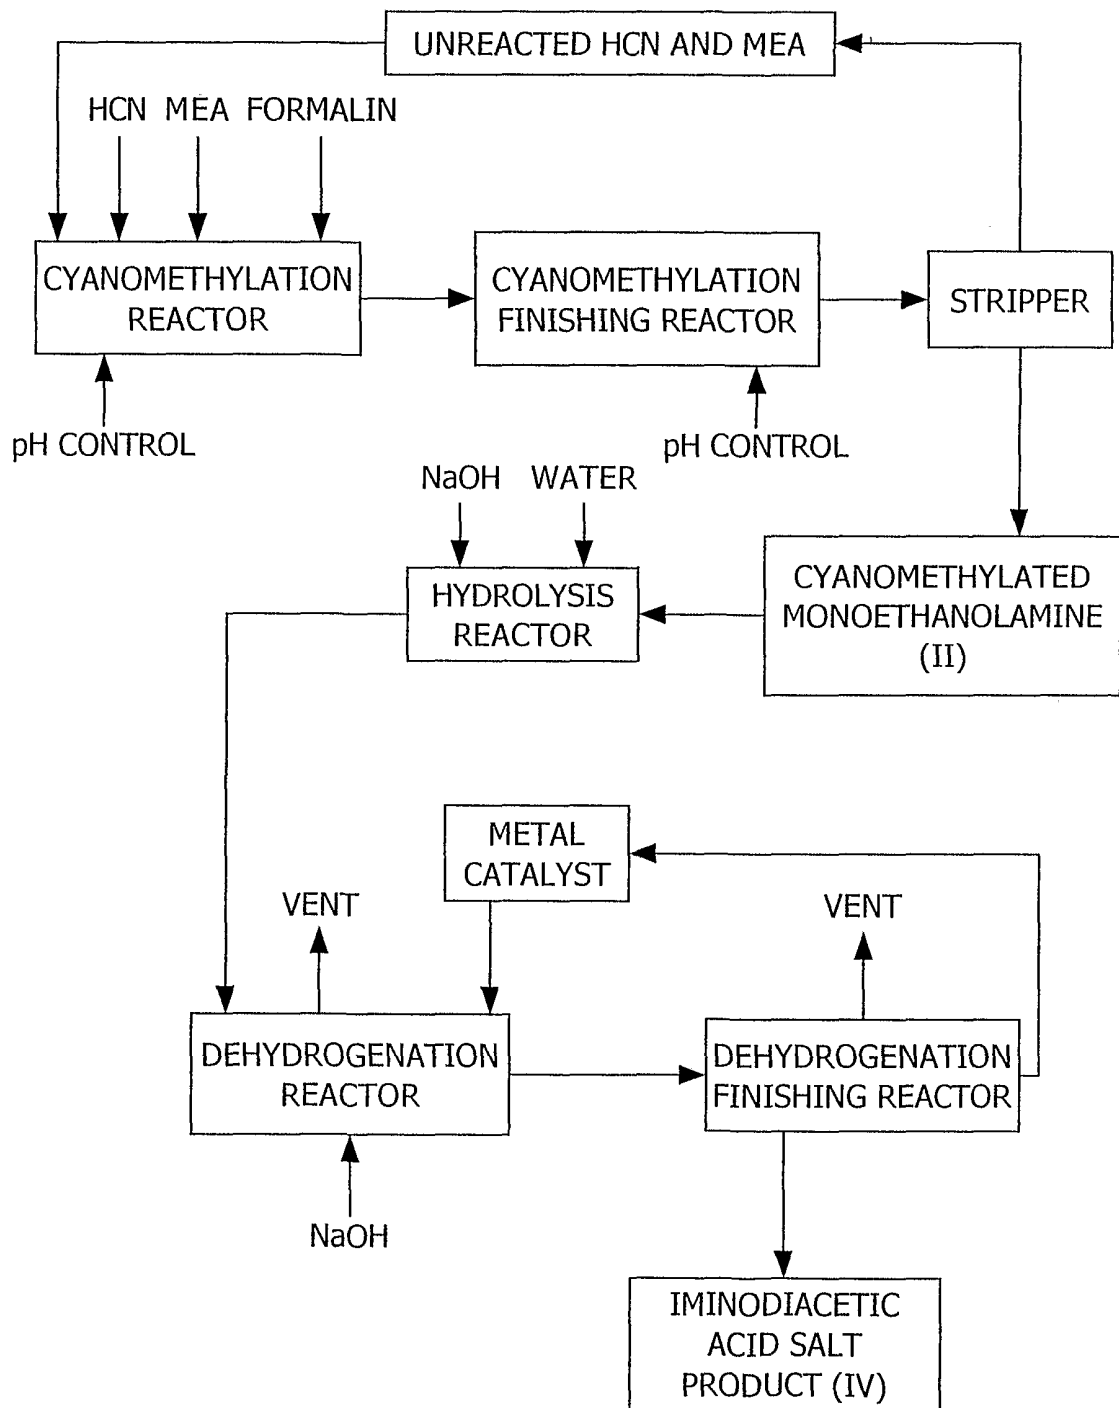 UNREACTED HCN AND MEA
HCN MEA FORMALIN
CYANOMETHYLATION
REACTOR
CYANOMETHYLATION
FINISHING REACTOR
STRIPPER
pH CONTROL
pH CONTROL
NaOH WATER
HYDROLYSIS
REACTOR
CYANOMETHYLATED
MONOETHANOLAMINE
(II)
METAL
CATALYST
VENT
VENT
DEHYDROGENATION
REACTOR
DEHYDROGENATION
FINISHING REACTOR
NaOH
IMINODIACETIC
ACID SALT
PRODUCT (IV)